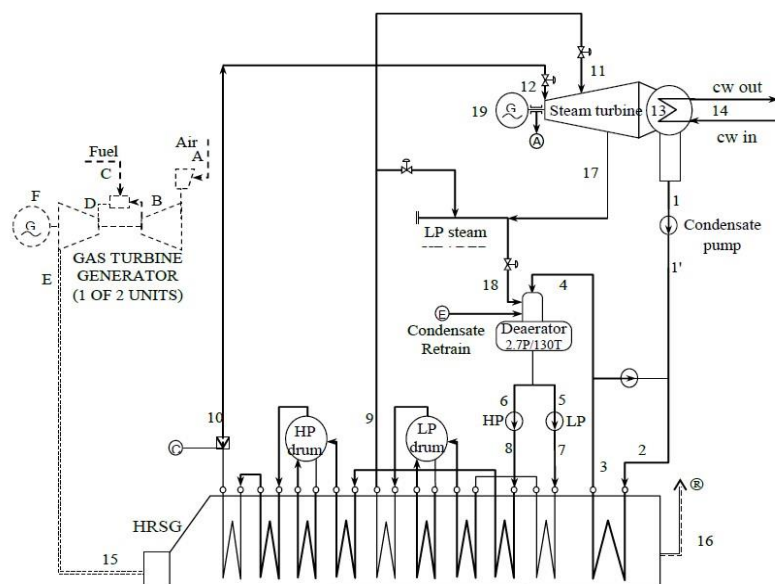 11
12
cw out
19
G
Steam turbine
13
14
cw in
A
Air
A
Fuel
C
17
F
D
B
G
1
Condensate
pump
LP steam
GAS TURBINE
GENERATOR
(1 OF 2 UNITS)
E
18
4
1'
E
Condensate
Retrain
Deaerator
2.7P/130T
10
9
6
5
HP
LP
HP
drum
LP
drum
C
8
7
3
2
®
HRSG
15
16